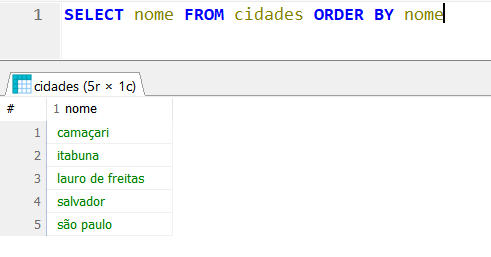 1 SELECT nome FROM cidades ORDER BY nome
cidades (5r × 1c)
# 1 nome
1 camaçari
2 itabuna
3 lauro de freitas
4 salvador
5 são paulo